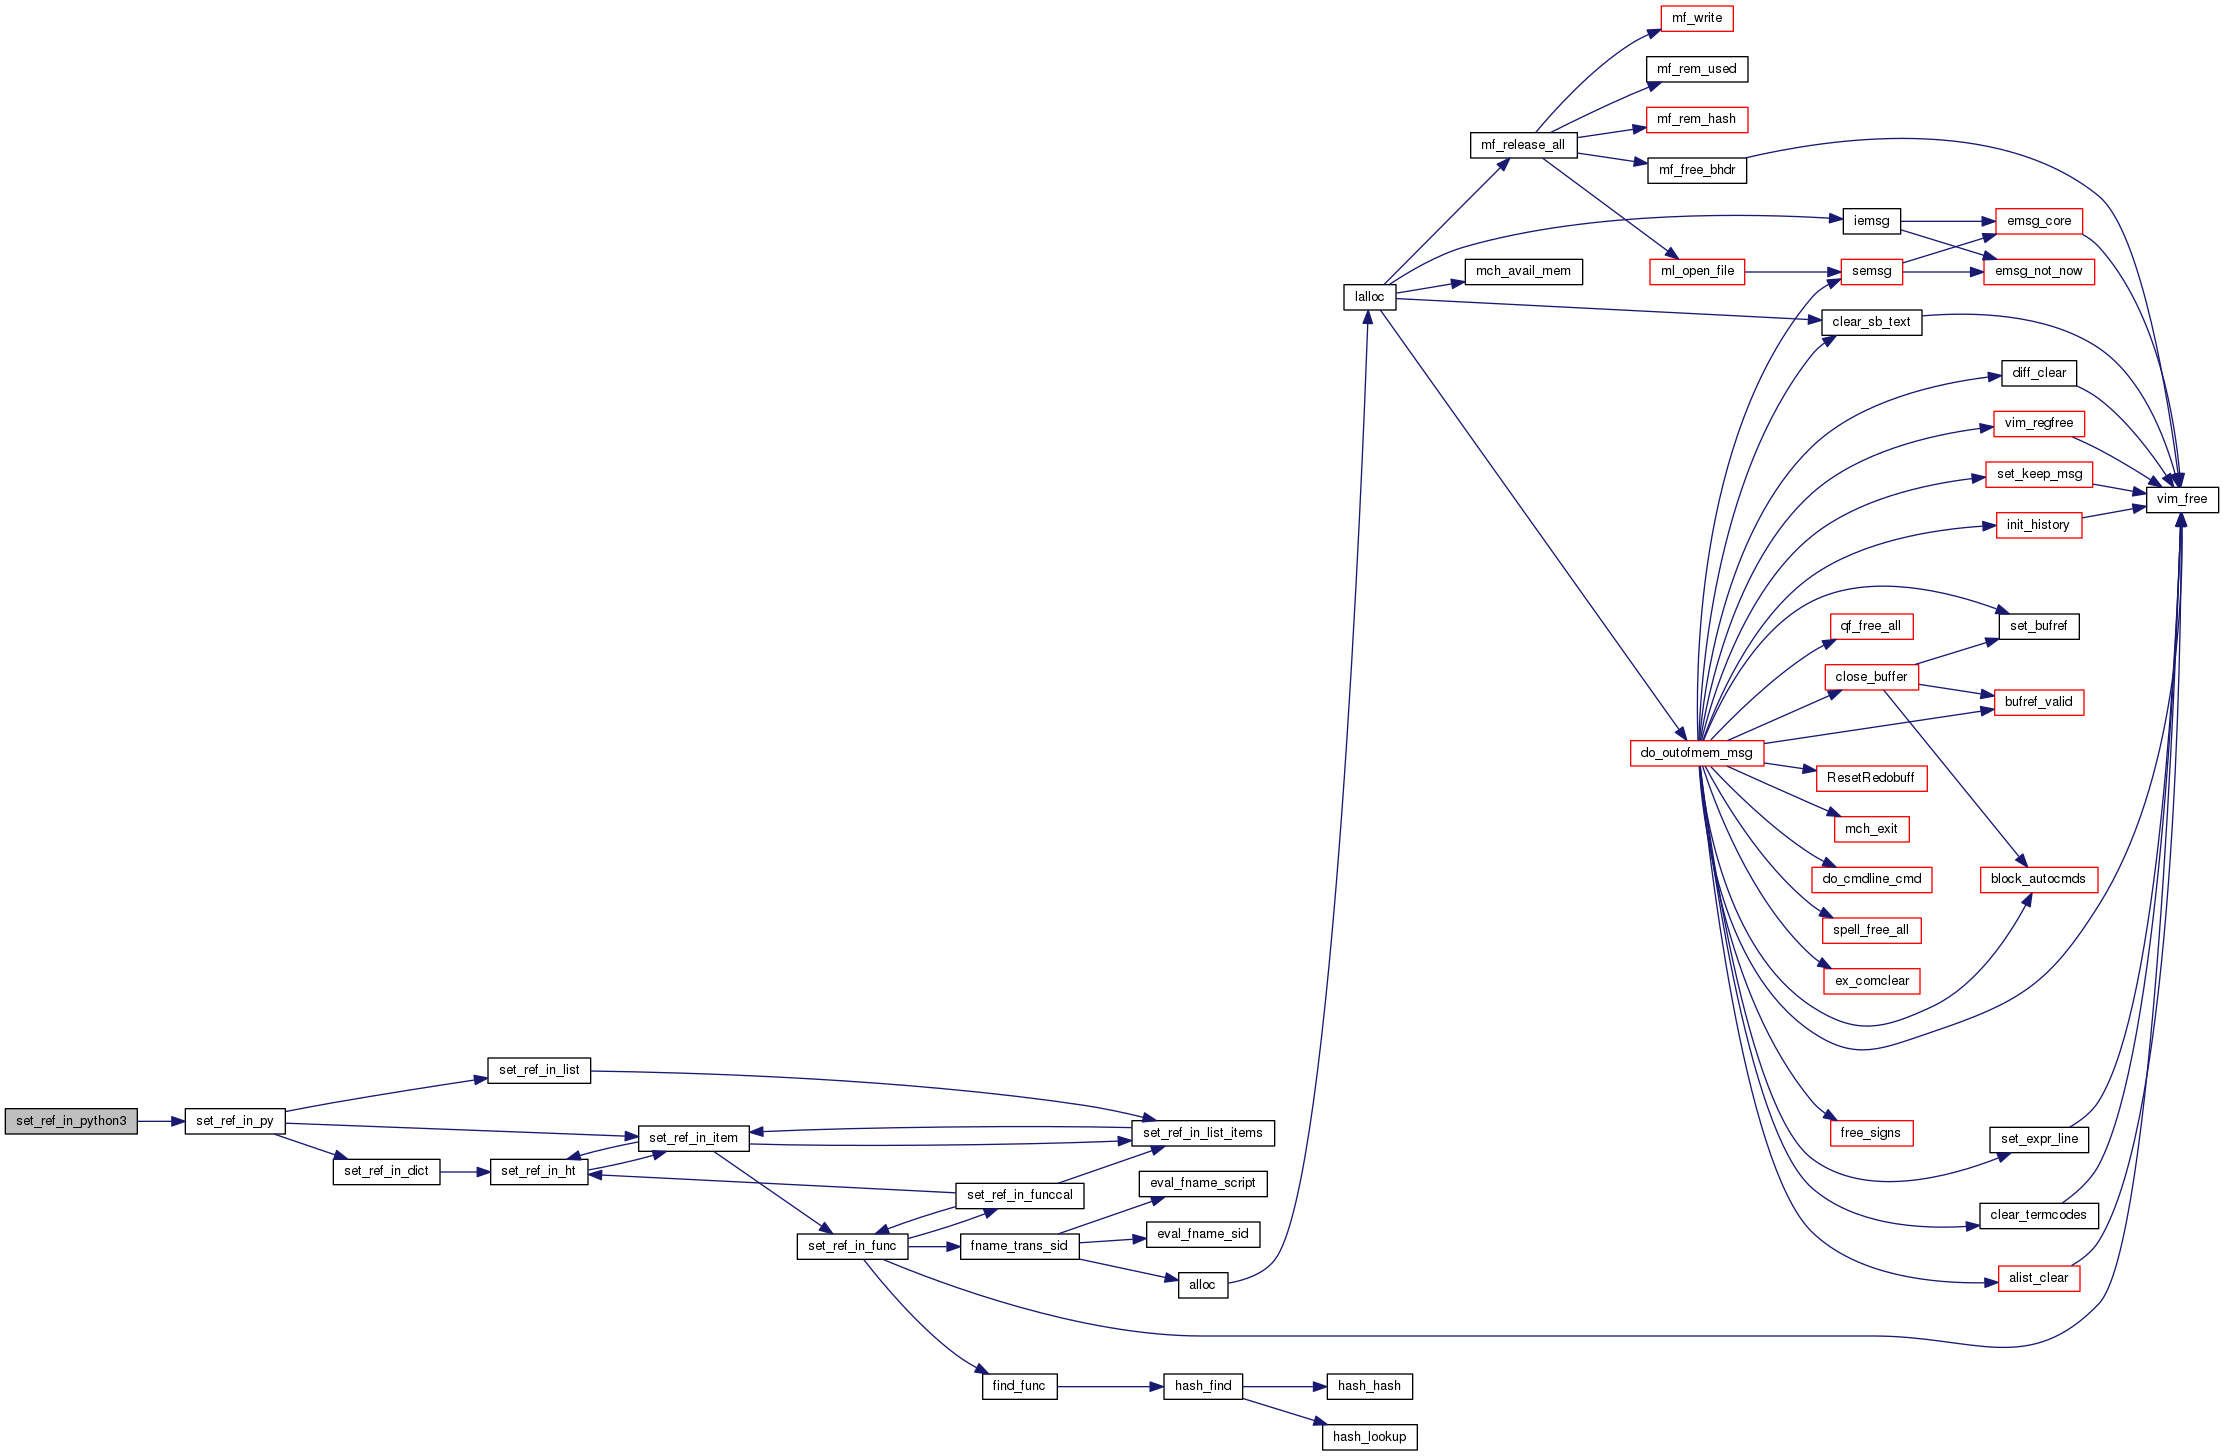 mf_write
mf_rem_used
mf_rem_hash
mf_release_all
mf_free_bhdr
iemsg
emsg_core
mch_avail_mem
ml_open_file
semsg
emsg_not_now
lalloc
clear_sb_text
diff_clear
vim_regfree
set_keep_msg
vim_free
init_history
qf_free_all
set_bufref
close_buffer
bufref_valid
do_outofmem_msg
ResetRedobuff
mch_exit
do_cmdline_cmd
block_autocmds
spell_free_all
ex_comclear
set_ref_in_list
set_ref_in_python3
set_ref_in_py
set_ref_in_item
set_ref_in_list_items
free_signs
set_expr_line
set_ref_in_dict
set_ref_in_ht
eval_fname_script
set_ref_in_funccal
clear_termcodes
eval_fname_sid
set_ref_in_func
fname_trans_sid
alloc
alist_clear
find_func
hash_find
hash_hash
hash_lookup